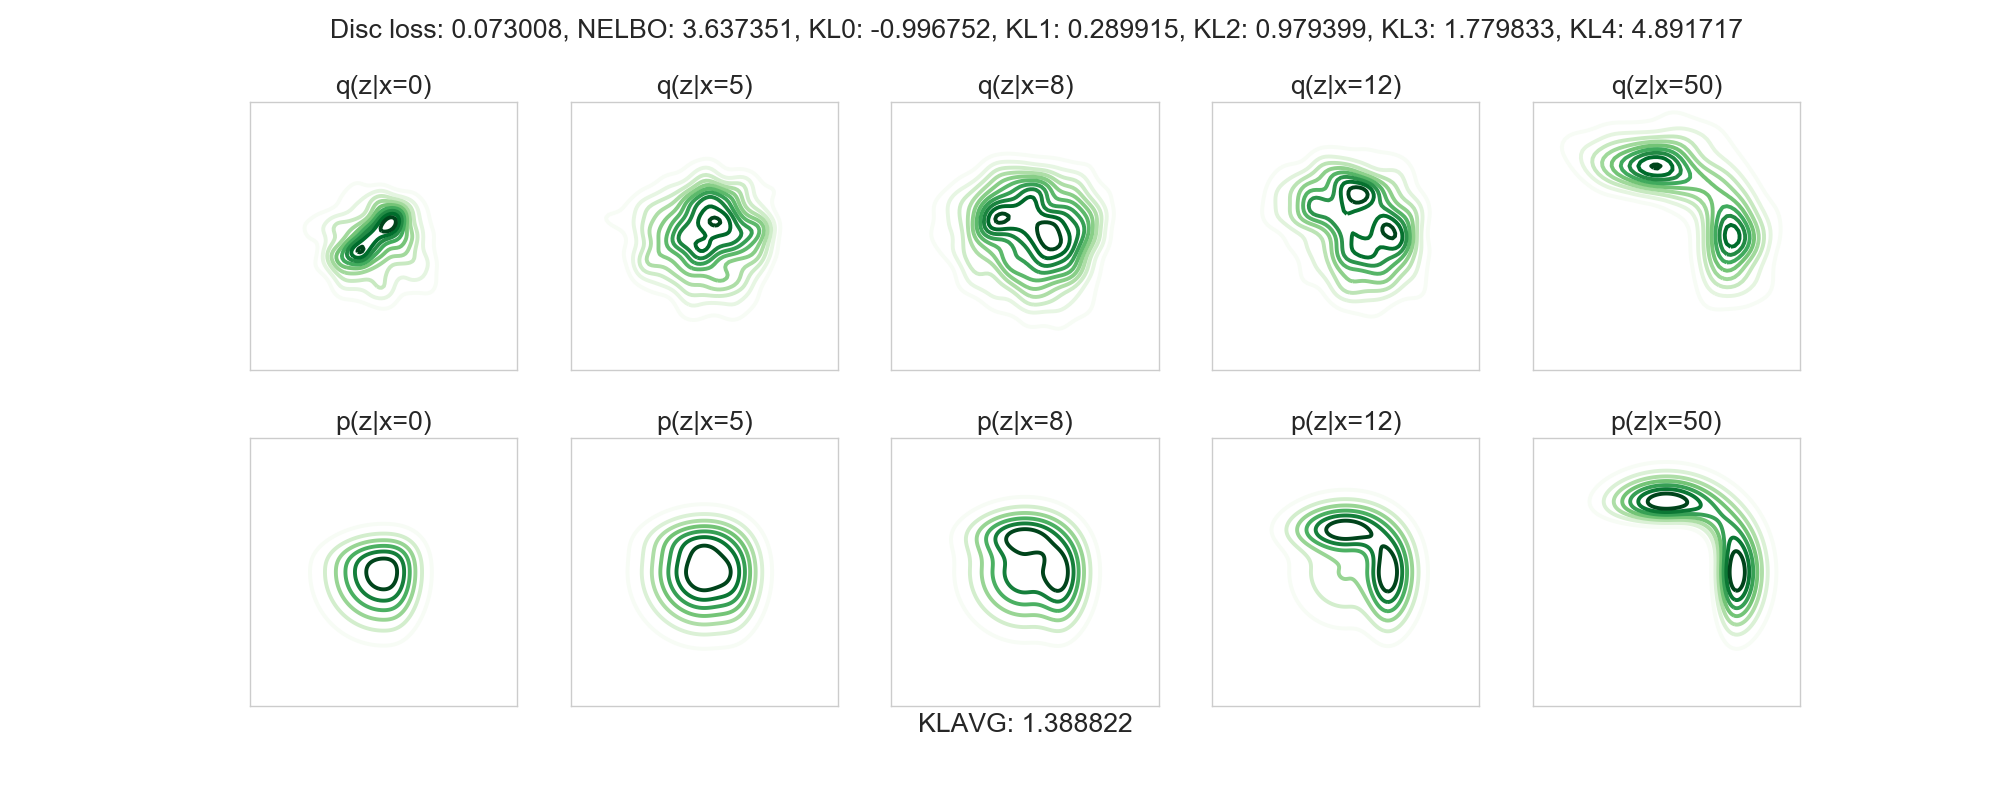 Disc loss: 0.073008, NELBO: 3.637351, KL0: -0.996752, KL1: 0.289915, KL2: 0.979399, KL3: 1.779833, KL4: 4.891717
q(z|x=0)
q(z|x=5)
q(z|x=8)
q(z|x=12)
q(z|x=50)
p(z|x=0)
p(z|x=5)
p(z|x=8)
p(z|x=12)
p(z|x=50)
KLAVG: 1.388822